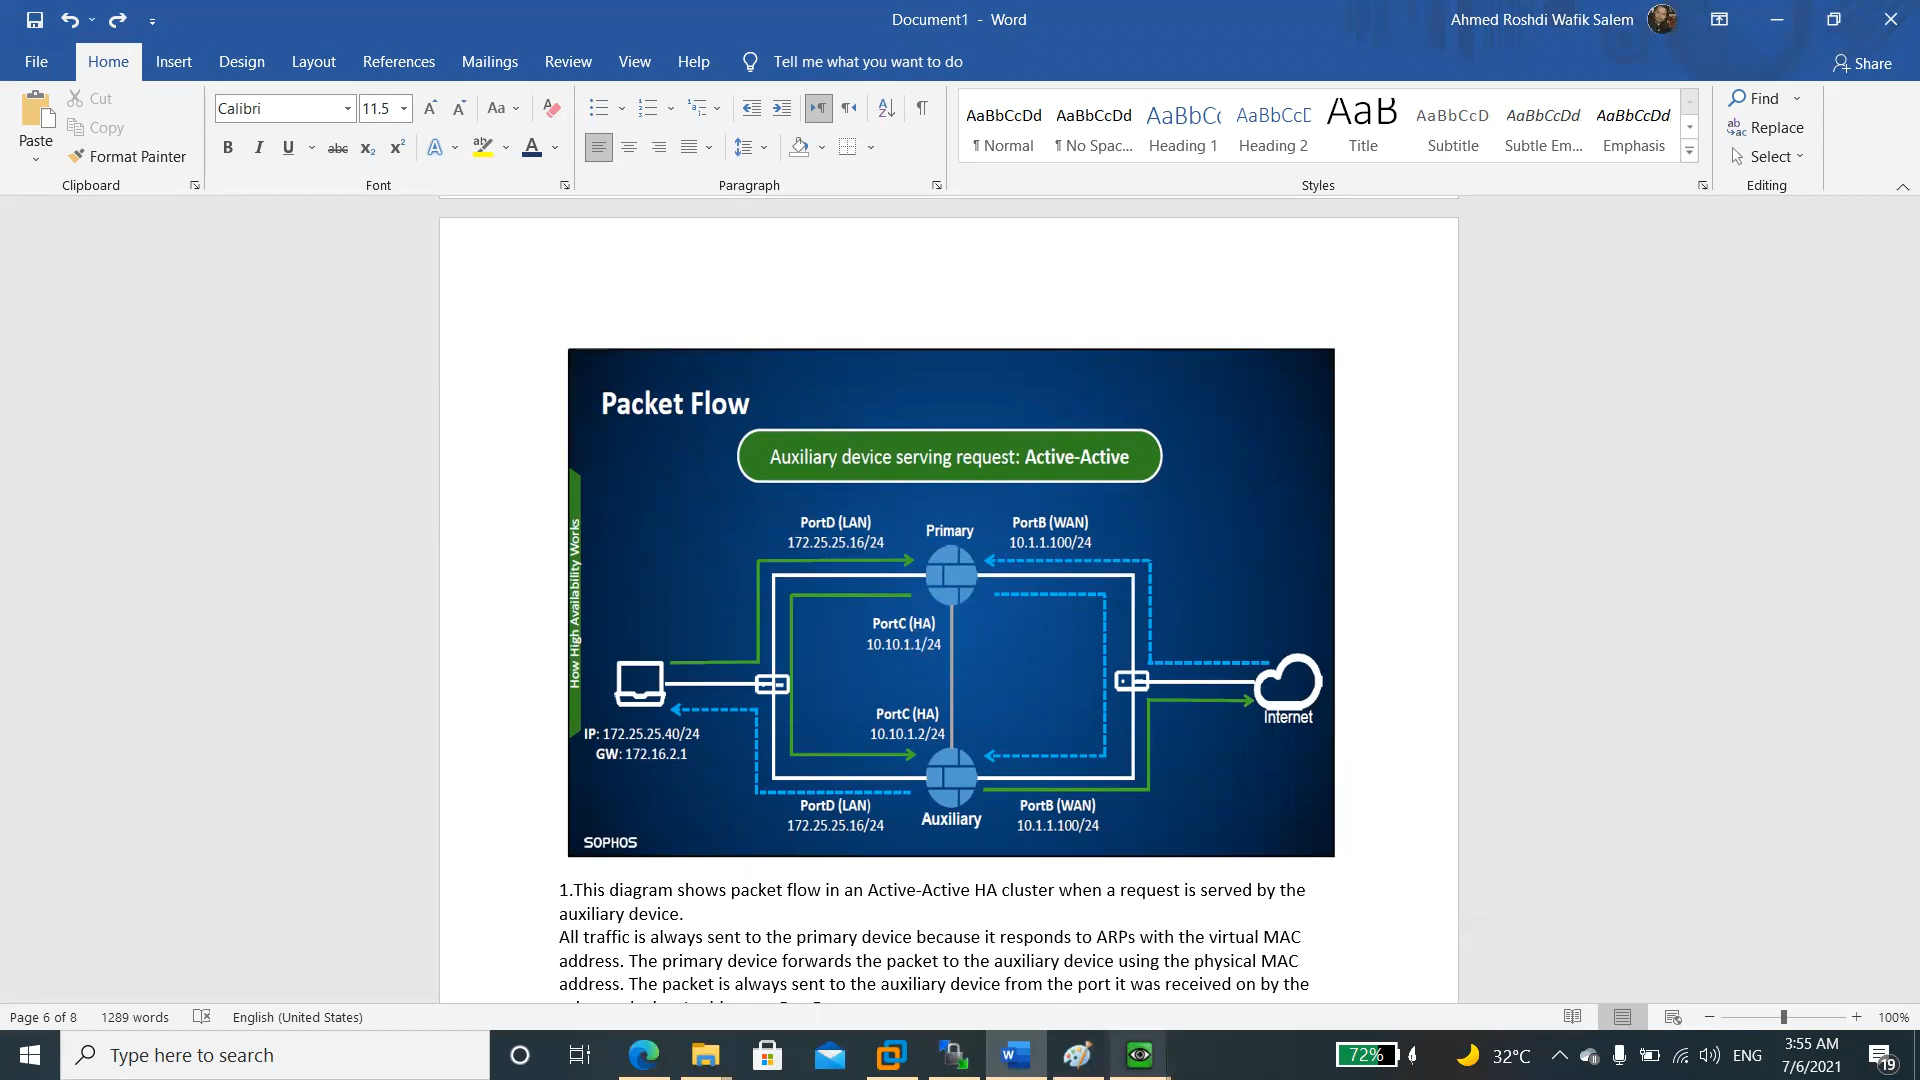 Document1 - Word
Ahmed Roshdi Wafik Salem
File Home Insert Design Layout References Mailings Review View Help Tell me what you want to do
Share
Paste
Cut
Copy
Format Painter
Clipboard
Calibri 11.5
Font
Paragraph
AaBbCcDd AaBbCcDd AaBbCc AaBbCcD AaB AaBbCcD AaBbCcDd AaBbCcDd
¶ Normal ¶ No Spac... Heading 1 Heading 2 Title Subtitle Subtle Em... Emphasis
Styles
Find
Replace
Select
Editing
Packet Flow
Auxiliary device serving request: Active-Active
How High Availability Works
PortD (LAN)
172.25.25.16/24
Primary
PortB (WAN)
10.1.1.100/24
PortC (HA)
10.10.1.1/24
PortC (HA)
10.10.1.2/24
Internet
IP: 172.25.25.40/24
GW: 172.16.2.1
PortD (LAN)
172.25.25.16/24
Auxiliary
PortB (WAN)
10.1.1.100/24
SOPHOS
1.This diagram shows packet flow in an Active-Active HA cluster when a request is served by the
auxiliary device.
All traffic is always sent to the primary device because it responds to ARPs with the virtual MAC
address. The primary device forwards the packet to the auxiliary device using the physical MAC
address. The packet is always sent to the auxiliary device from the port it was received on by the
Page 6 of 8 1289 words English (United States) 100%
Type here to search
72%
32°C
ENG
3:55 AM
7/6/2021
19